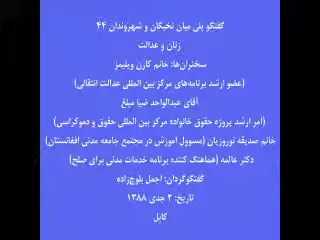 گفتگو پلی میان نخبگان و شهروندان ۴۴
زنان و عدالت
سخنران‌ها: خانم کارن ویلیمز
(عضو ارشد برنامه‌های مرکز بین المللی عدالت انتقالی)
آقای عبدالواحد ضیا مبلغ
(امر ارشد پروژه حقوق خانواده مرکز بین المللی حقوق و دموکراسی)
خانم صدیقه نوروزیان (مسوول آموزش در مجتمع جامعه مدنی افغانستان)
دکتر عالمه (هماهنگ کننده برنامه خدمات مدنی برای صلح)
گفتگوگردان: اجمل بلوچ‌زاده
تاریخ: ۲ جدی ۱۳۸۸
کابل